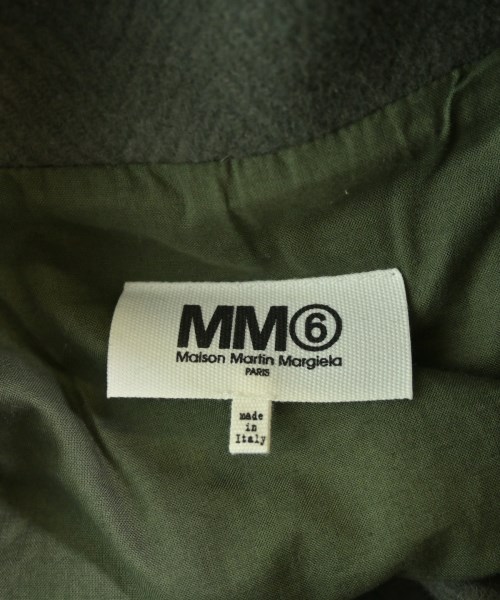 MM⑥
Maison Martin Margiela
PARIS
made
in
Italy